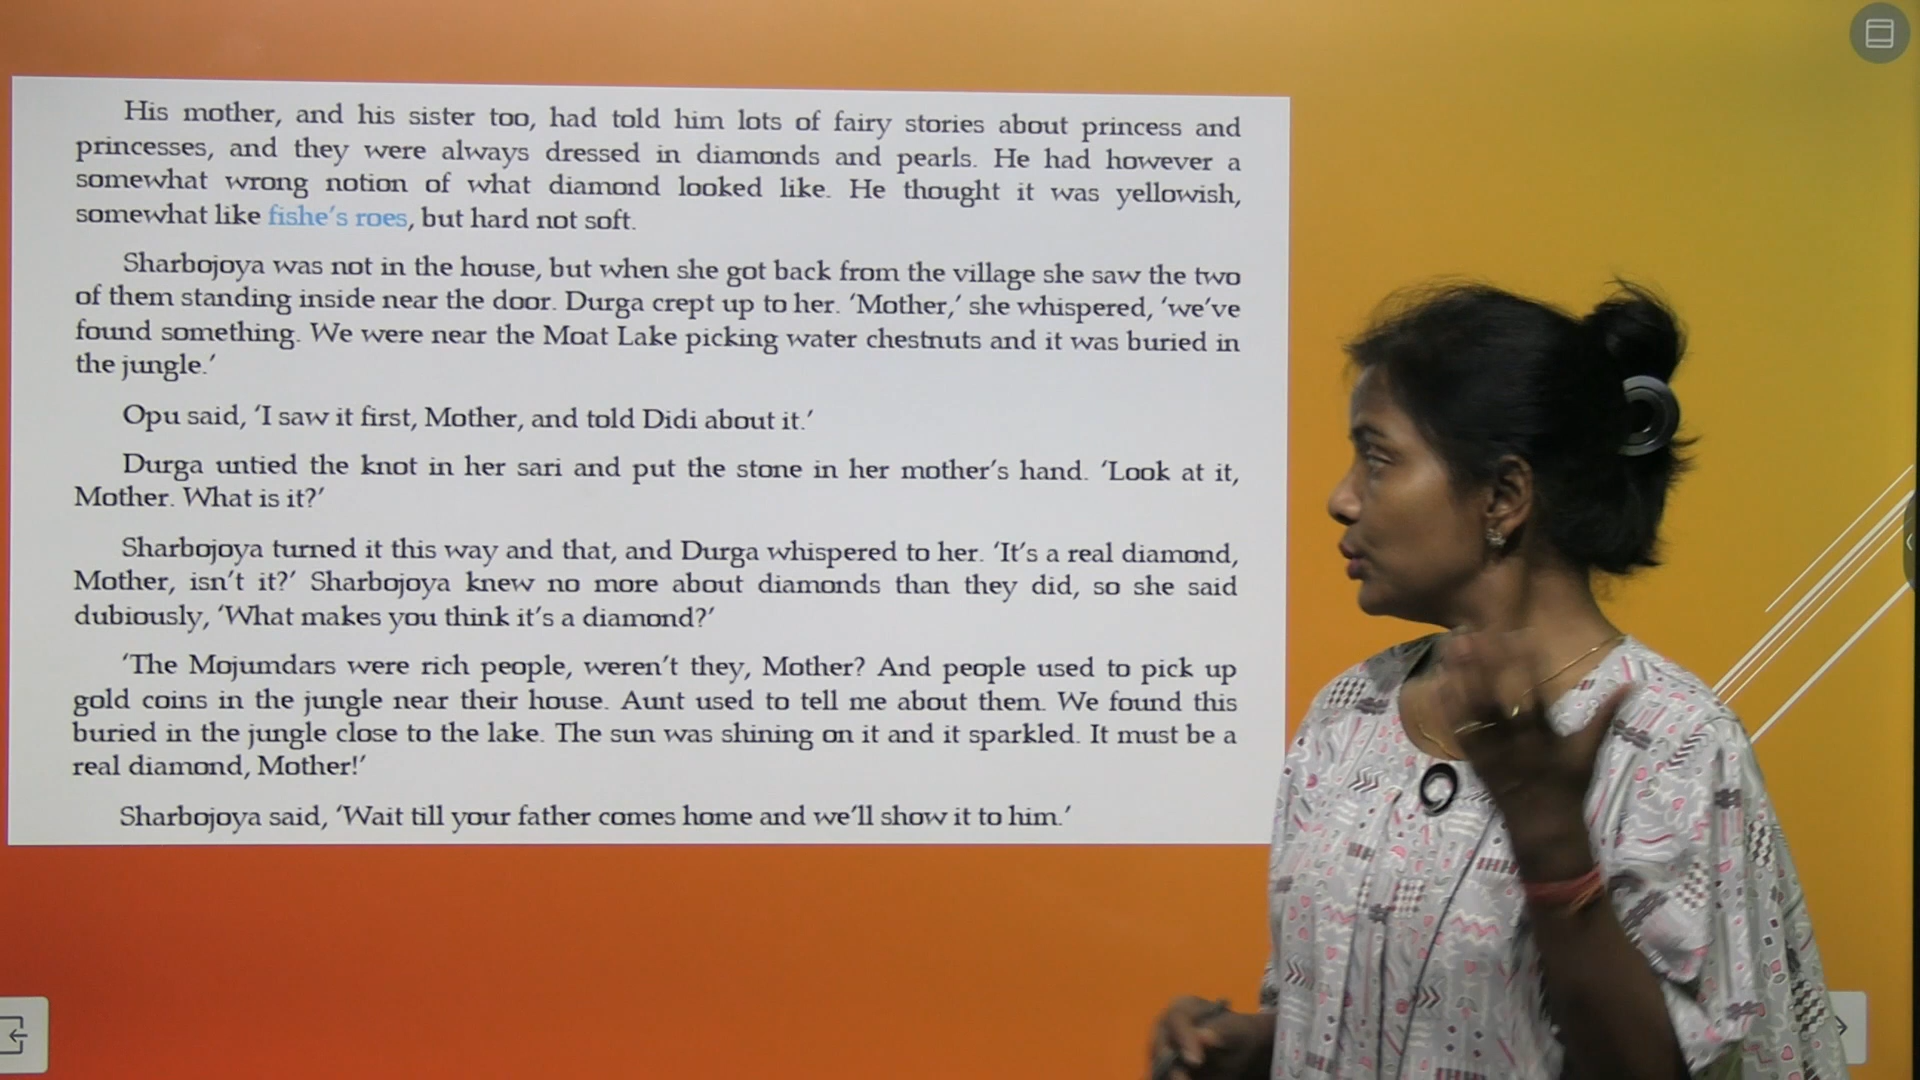 His mother, and his sister too, had told him lots of fairy stories about princess and
princesses, and they were always dressed in diamonds and pearls. He had however a
somewhat wrong notion of what diamond looked like. He thought it was yellowish,
somewhat like fishe's roes, but hard not soft.
Sharbojoya was not in the house, but when she got back from the village she saw the two
of them standing inside near the door. Durga crept up to her. 'Mother,' she whispered, 'we've
found something. We were near the Moat Lake picking water chestnuts and it was buried in
the jungle.'
Opu said, 'I saw it first, Mother, and told Didi about it.'
Durga untied the knot in her sari and put the stone in her mother's hand. 'Look at it,
Mother. What is it?'
Sharbojoya turned it this way and that, and Durga whispered to her. 'It's a real diamond,
Mother, isn't it?' Sharbojoya knew no more about diamonds than they did, so she said
dubiously, 'What makes you think it's a diamond?'
'The Mojumdars were rich people, weren't they, Mother? And people used to pick up
gold coins in the jungle near their house. Aunt used to tell me about them. We found this
buried in the jungle close to the lake. The sun was shining on it and it sparkled. It must be a
real diamond, Mother!'
Sharbojoya said, 'Wait till your father comes home and we'll show it to him.'